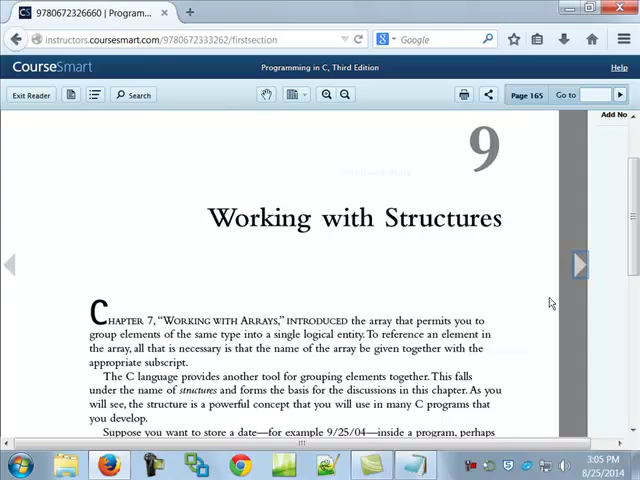 9780672326660 | Program...
instructors.coursesmart.com/9780672333262/firstsection
Google
CourseSmart
Programming in C, Third Edition
Help
Exit Reader
Search
Page 165
Go to
Add No
9
Working with Structures
CHAPTER 7, “WORKING WITH ARRAYS,” INTRODUCED the array that permits you to
group elements of the same type into a single logical entity. To reference an element in
the array, all that is necessary is that the name of the array be given together with the
appropriate subscript.
The C language provides another tool for grouping elements together. This falls
under the name of structures and forms the basis for the discussions in this chapter. As you
will see, the structure is a powerful concept that you will use in many C programs that
you develop.
Suppose you want to store a date—for example 9/25/04—inside a program, perhaps
3:05 PM
8/25/2014